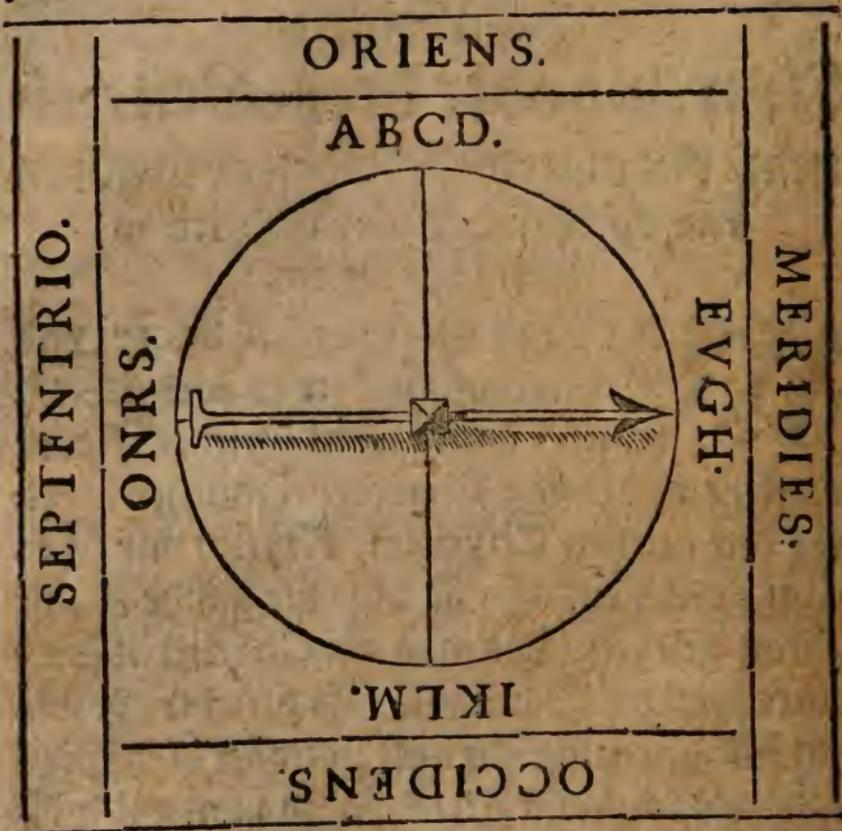 ORIENS.
ABCD.
SEPTFNTRIO.
ONRS.
EVGH.
MERIDIES:
IKLM.
OCCIDENS.